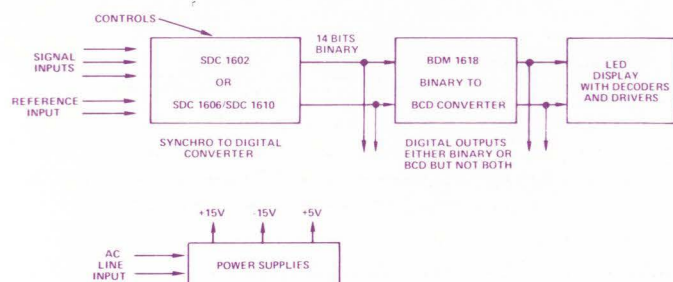 CONTROLS
SIGNAL
INPUTS
REFERENCE
INPUT
SDC 1602
OR
SDC 1606/SDC 1610
SYNCHRO TO DIGITAL
CONVERTER
14 BITS
BINARY
BDM 1618
BINARY TO
BCD CONVERTER
DIGITAL OUTPUTS
EITHER BINARY OR
BCD BUT NOT BOTH
LED
DISPLAY
WITH DECODERS
AND DRIVERS
+15V
-15V
+5V
AC
LINE
INPUT
POWER SUPPLIES